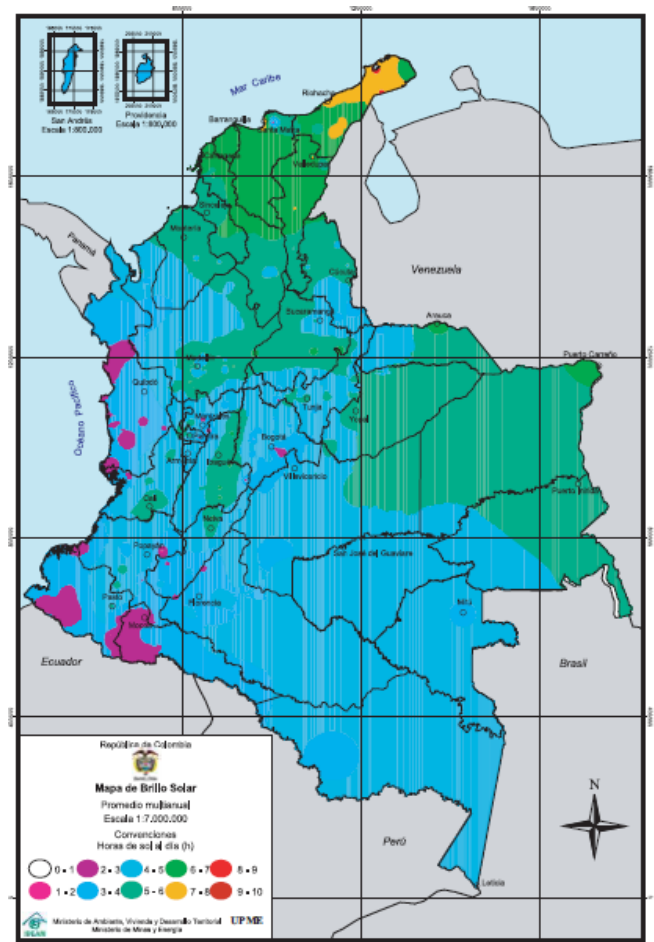 San Andrés
Escala 1:600,000
Providencia
Escala 1:600,000
Mar Caribe
Riohacha
Barranquilla
Santa Marta
Valledupar
Sincelejo
Montería
Panamá
Venezuela
Cúcuta
Bucaramanga
Arauca
Puerto Carreño
Medellín
Quibdó
Océano Pacífico
Tunja
Yopal
Manizales
Pereira
Bogotá
Armenia
Ibagué
Villavicencio
Puerto Inírida
Cali
Neiva
Popayán
San José del Guaviare
Florencia
Mitú
Pasto
Mocoa
Ecuador
Brasil
República de Colombia
Mapa de Brillo Solar
Promedio multianual
Escala 1:7.000.000
Convenciones
Horas de sol al día (h)
0 - 1 2 - 3 4 - 5 6 - 7 8 - 9
1 - 2 3 - 4 5 - 6 7 - 8 9 - 10
N
Perú
Leticia
IDEAM
Ministerio de Ambiente, Vivienda y Desarrollo Territorial UPME
Ministerio de Minas y Energía